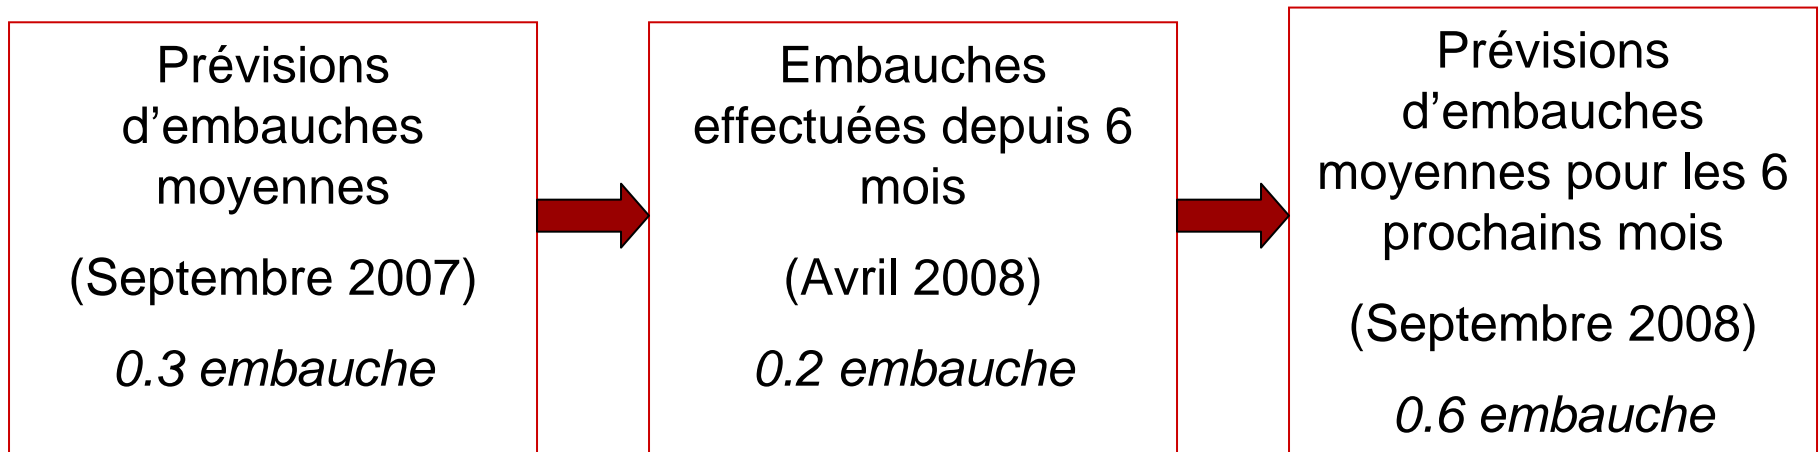 Prévisions
d’embauches
moyennes
(Septembre 2007)
0.3 embauche
Embauches
effectuées depuis 6
mois
(Avril 2008)
0.2 embauche
Prévisions
d’embauches
moyennes pour les 6
prochains mois
(Septembre 2008)
0.6 embauche